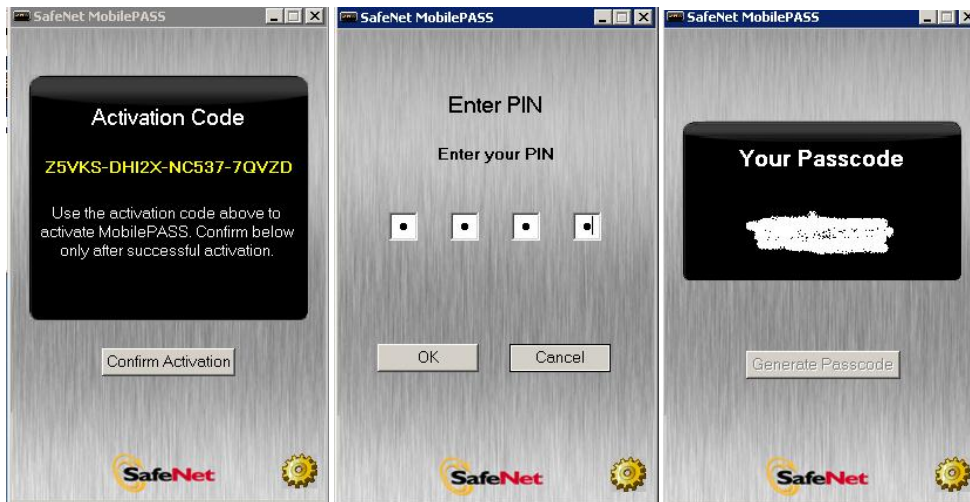 SafeNet MobilePASS
Activation Code
Z5VKS-DHI2X-NC537-7QVZD
Use the activation code above to
activate MobilePASS. Confirm below
only after successful activation.
Confirm Activation
SafeNet
SafeNet MobilePASS
Enter PIN
Enter your PIN
OK
Cancel
SafeNet
SafeNet MobilePASS
Your Passcode
Generate Passcode
SafeNet